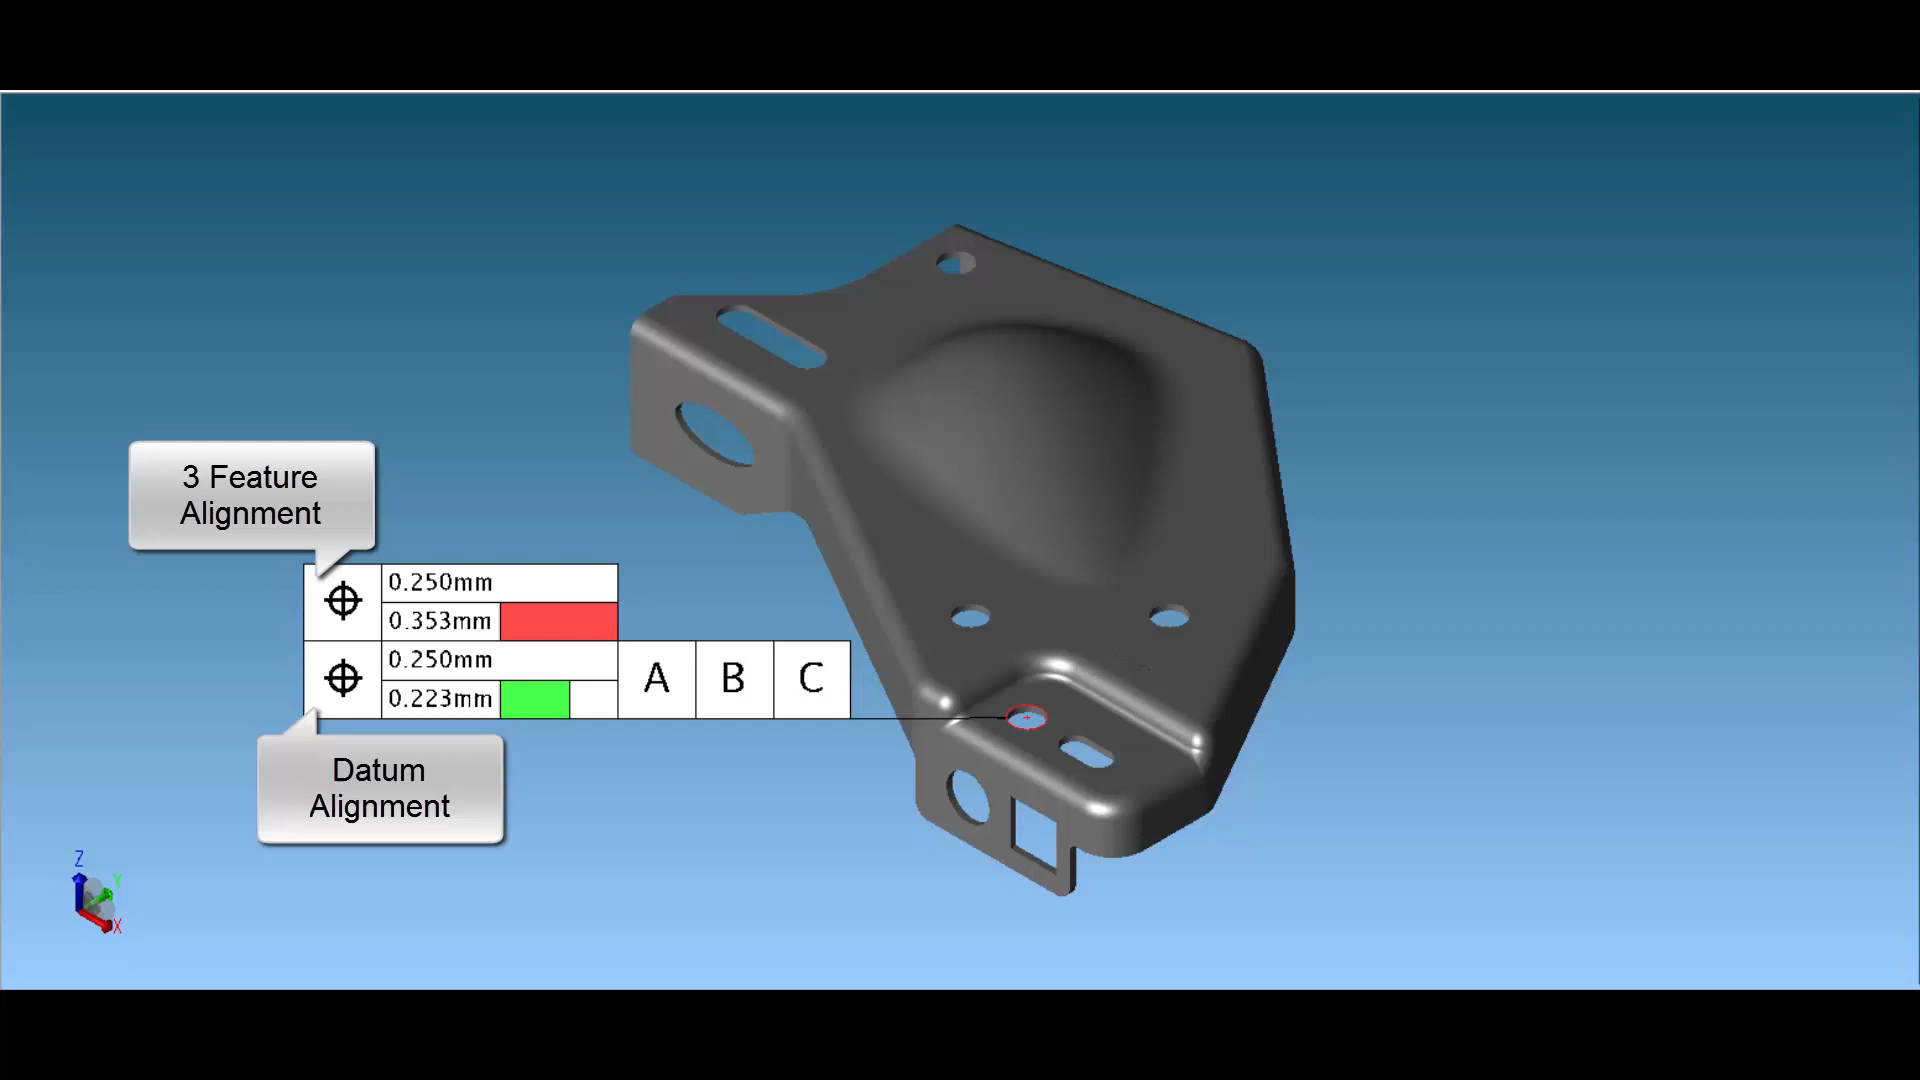 3 Feature
Alignment
⌖ 0.250mm
0.353mm
⌖ 0.250mm
0.223mm A B C
Datum
Alignment
Z
Y
X